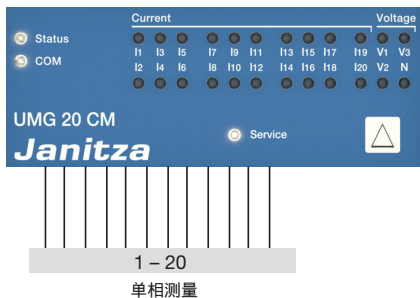 Current Voltage
Status
COM
I1 I3 I5 I7 I9 I11 I13 I15 I17 I19 V1 V3
I2 I4 I6 I8 I10 I12 I14 I16 I18 I20 V2 N
UMG 20 CM
Janitza
Service
1 – 20
单相测量